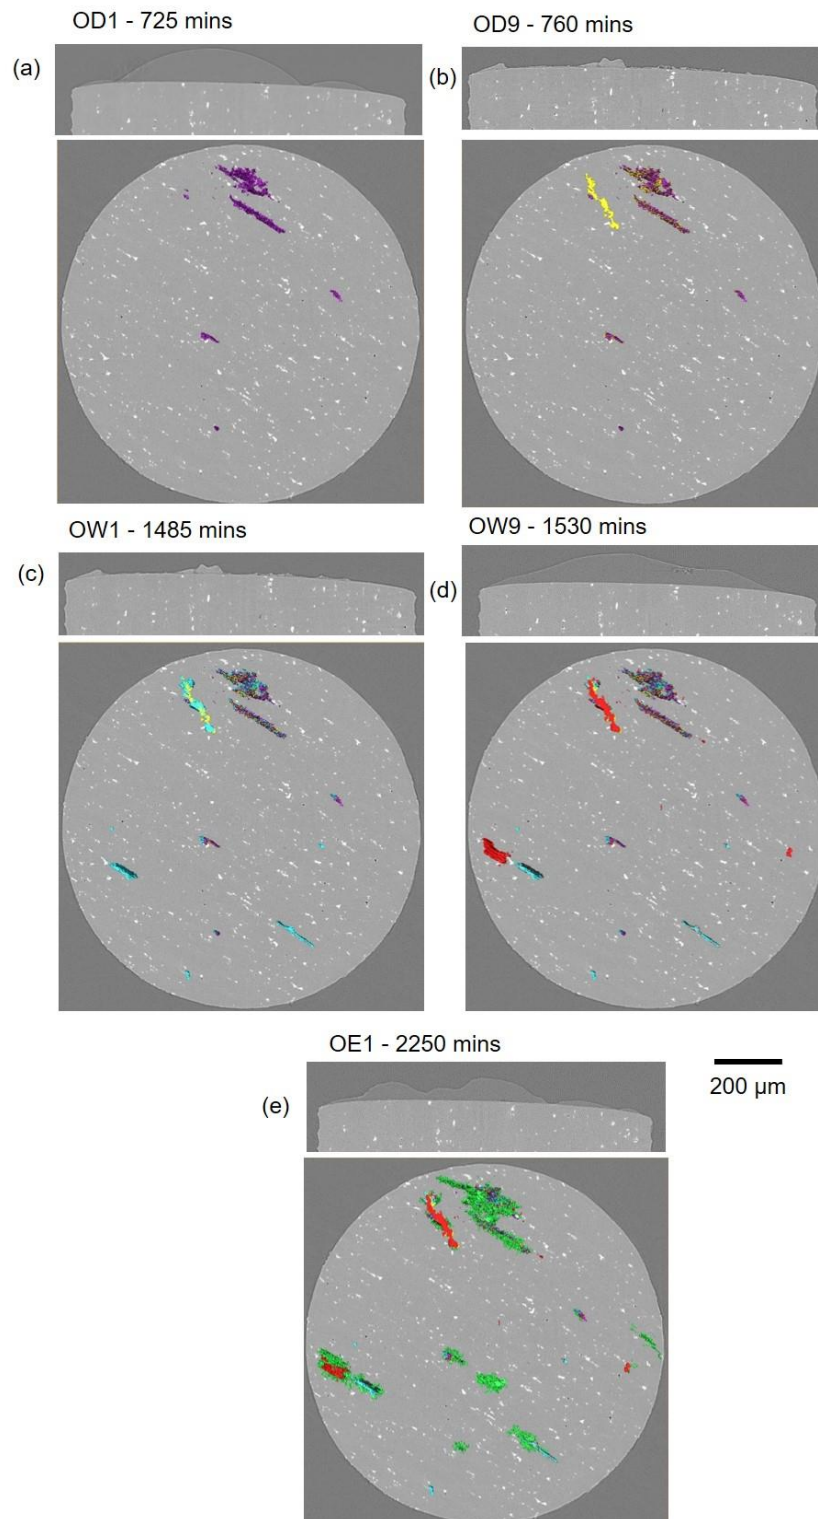 OD1 - 725 mins
OD9 - 760 mins
(a)
(b)
OW1 - 1485 mins
OW9 - 1530 mins
(c)
(d)
OE1 - 2250 mins
(e)
200 µm